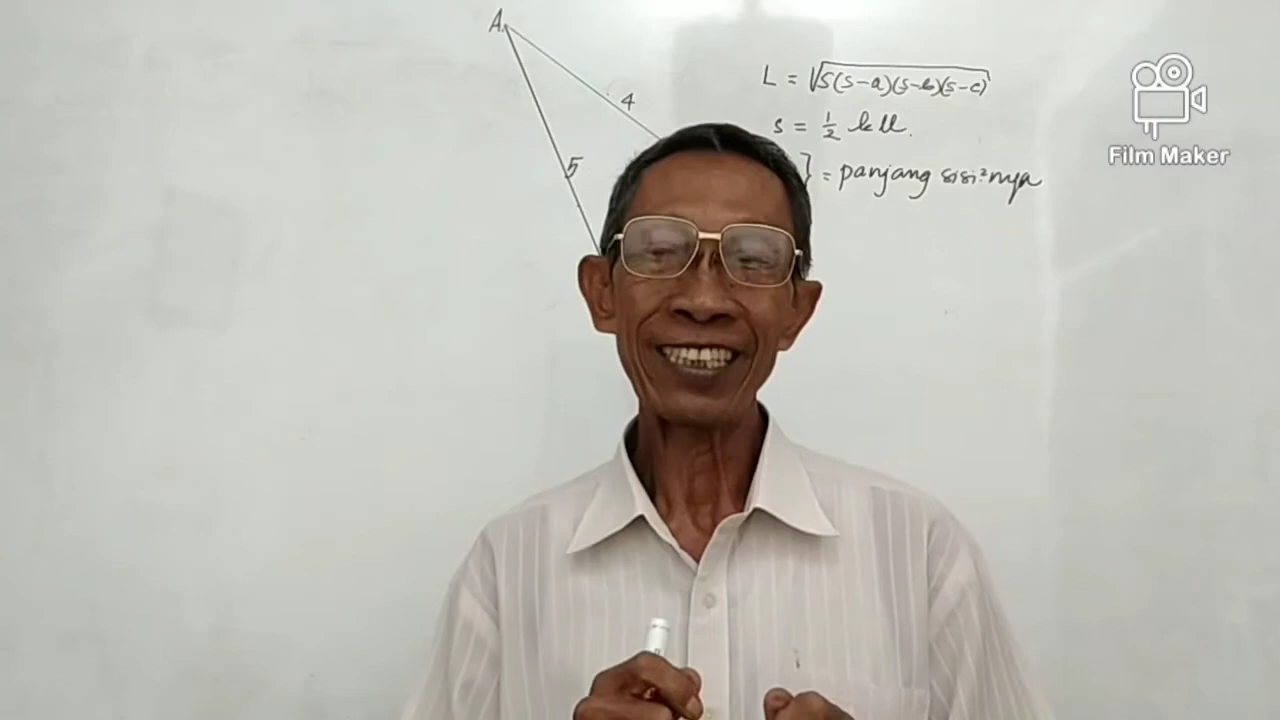 A
4
5
L = √s(s-a)(s-b)(s-c)
s = 1/2 kll.
} = panjang sisi²nya
Film Maker